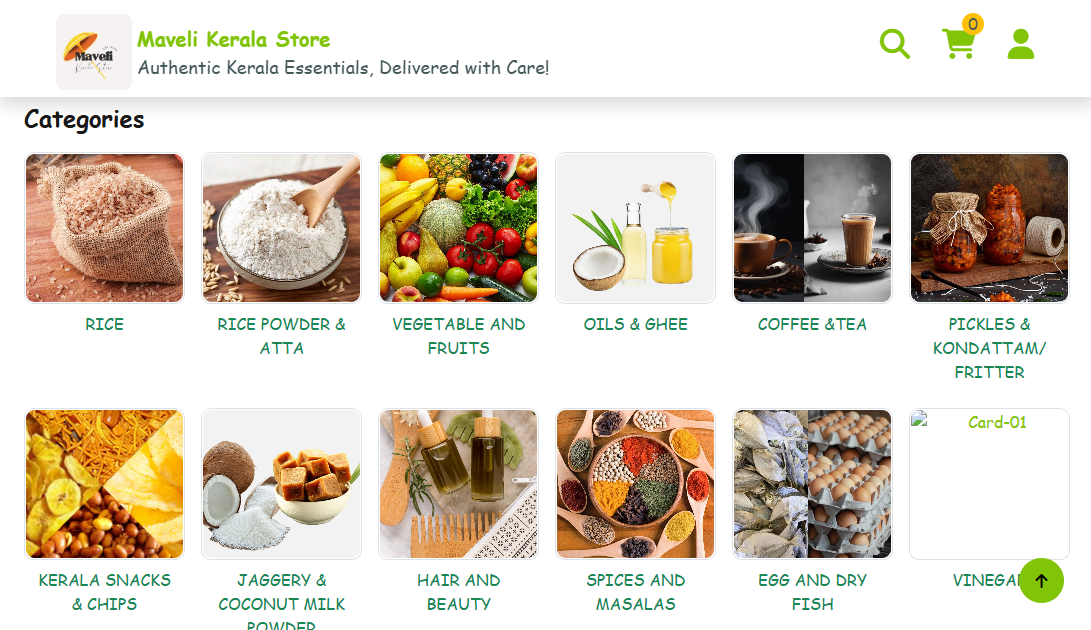 Maveli
Maveli Kerala Store
Authentic Kerala Essentials, Delivered with Care!
0
Categories
RICE
RICE POWDER &
ATTA
VEGETABLE AND
FRUITS
OILS & GHEE
COFFEE &TEA
PICKLES &
KONDATTAM/
FRITTER
Card-01
KERALA SNACKS
& CHIPS
JAGGERY &
COCONUT MILK
POWDER
HAIR AND
BEAUTY
SPICES AND
MASALAS
EGG AND DRY
FISH